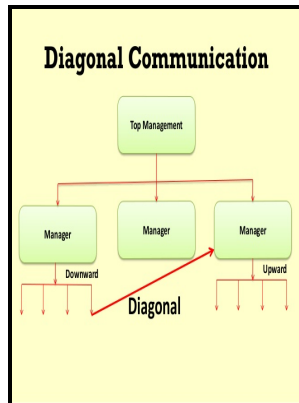 Diagonal Communication
Top Management
Manager
Manager
Manager
Downward
Upward
Diagonal